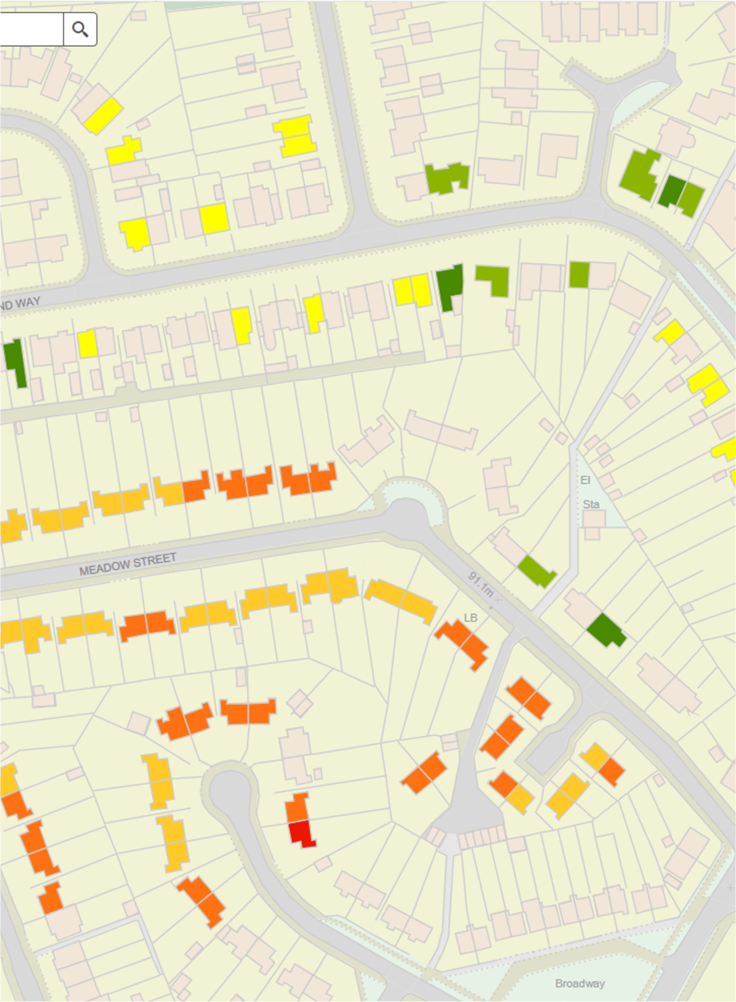 ND WAY
MEADOW STREET
El
Sta
91.1m
LB
Broadway